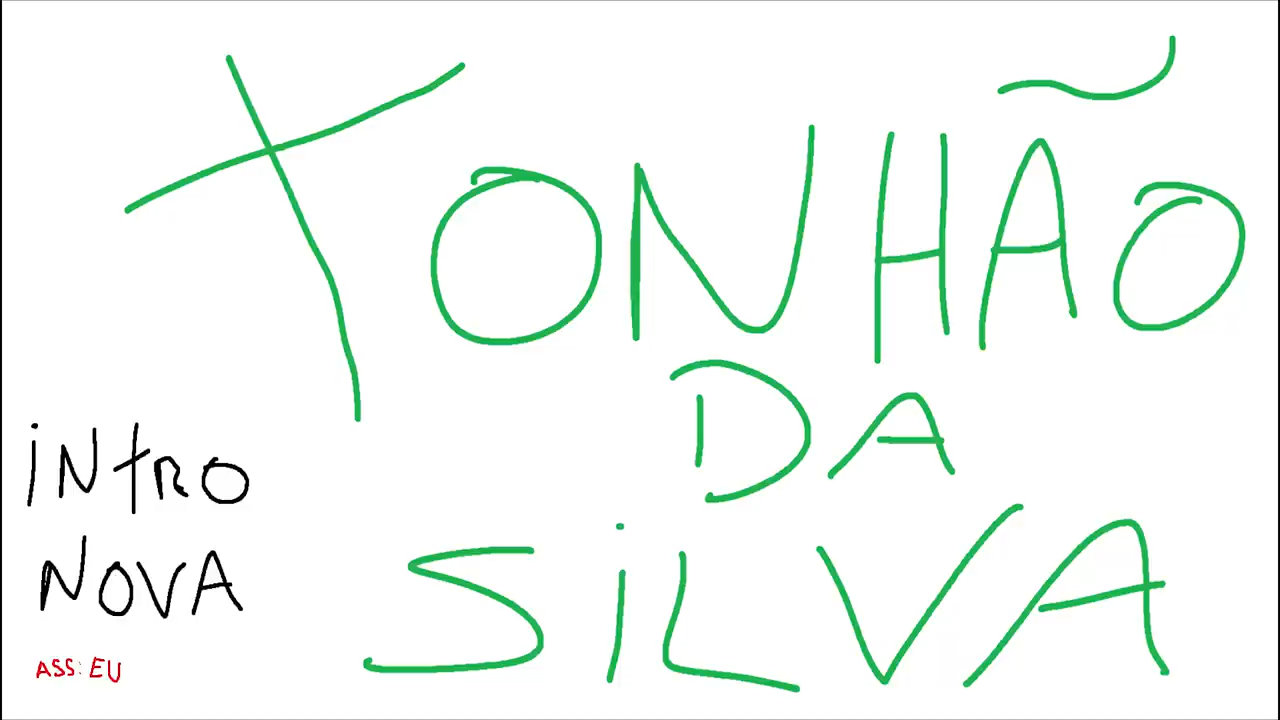 TONHÃO
DA
SiLVA
iNtRO
NOVA
ASS: EU